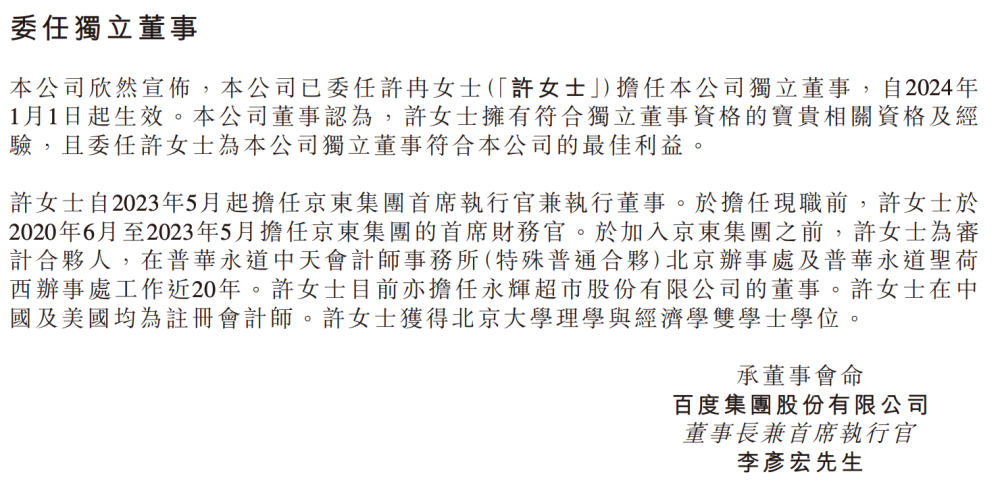 委任獨立董事
本公司欣然宣佈，本公司已委任許冉女士(「許女士」)擔任本公司獨立董事，自2024年
1月1日起生效。本公司董事認為，許女士擁有符合獨立董事資格的寶貴相關資格及經
驗，且委任許女士為本公司獨立董事符合本公司的最佳利益。
許女士自2023年5月起擔任京東集團首席執行官兼執行董事。於擔任現職前，許女士於
2020年6月至2023年5月擔任京東集團的首席財務官。於加入京東集團之前，許女士為審
計合夥人，在普華永道中天會計師事務所(特殊普通合夥)北京辦事處及普華永道聖荷
西辦事處工作近20年。許女士目前亦擔任永輝超市股份有限公司的董事。許女士在中
國及美國均為註冊會計師。許女士獲得北京大學理學與經濟學雙學士學位。
承董事會命
百度集團股份有限公司
董事長兼首席執行官
李彥宏先生